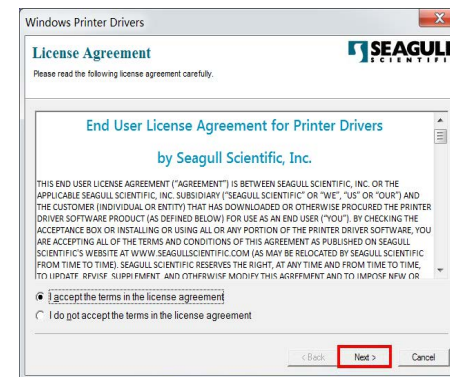 Windows Printer Drivers
License Agreement
SEAGULL
SCIENTIFIC
Please read the following license agreement carefully.
End User License Agreement for Printer Drivers
by Seagull Scientific, Inc.
THIS END USER LICENSE AGREEMENT ("AGREEMENT") IS BETWEEN SEAGULL SCIENTIFIC, INC. OR THE
APPLICABLE SEAGULL SCIENTIFIC, INC. SUBSIDIARY ("SEAGULL SCIENTIFIC" OR "WE", "US" OR "OUR") AND
THE CUSTOMER (INDIVIDUAL OR ENTITY) THAT HAS DOWNLOADED OR OTHERWISE PROCURED THE PRINTER
DRIVER SOFTWARE PRODUCT (AS DEFINED BELOW) FOR USE AS AN END USER ("YOU"). BY CHECKING THE
ACCEPTANCE BOX OR INSTALLING OR USING ALL OR ANY PORTION OF THE PRINTER DRIVER SOFTWARE, YOU
ARE ACCEPTING ALL OF THE TERMS AND CONDITIONS OF THIS AGREEMENT AS PUBLISHED ON SEAGULL
SCIENTIFIC'S WEBSITE AT WWW.SEAGULLSCIENTIFIC.COM (AS MAY BE RELOCATED BY SEAGULL SCIENTIFIC
FROM TIME TO TIME). SEAGULL SCIENTIFIC RESERVES THE RIGHT, AT ANY TIME AND FROM TIME TO TIME,
TO UPDATE, REVISE, SUPPLEMENT, AND OTHERWISE MODIFY THIS AGREEMENT AND TO IMPOSE NEW OR
I accept the terms in the license agreement
I do not accept the terms in the license agreement
< Back
Next >
Cancel